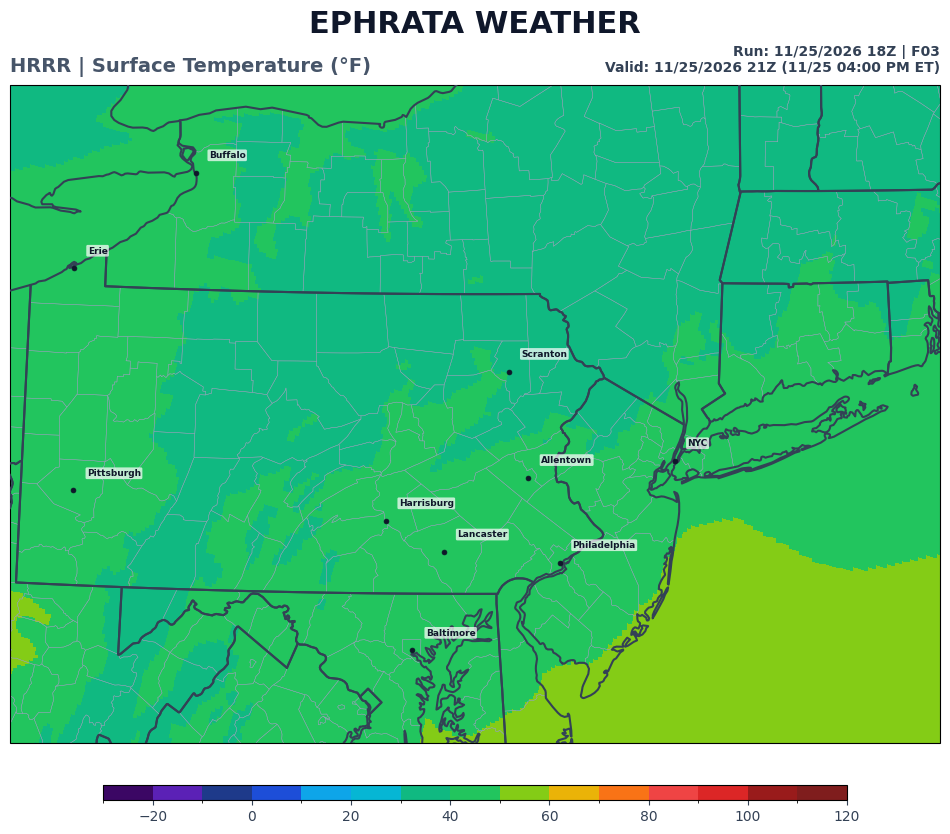 EPHRATA WEATHER
HRRR | Surface Temperature (°F)
Run: 11/25/2026 18Z | F03
Valid: 11/25/2026 21Z (11/25 04:00 PM ET)
Buffalo
Erie
Scranton
NYC
Allentown
Pittsburgh
Harrisburg
Lancaster
Philadelphia
Baltimore
−20 0 20 40 60 80 100 120